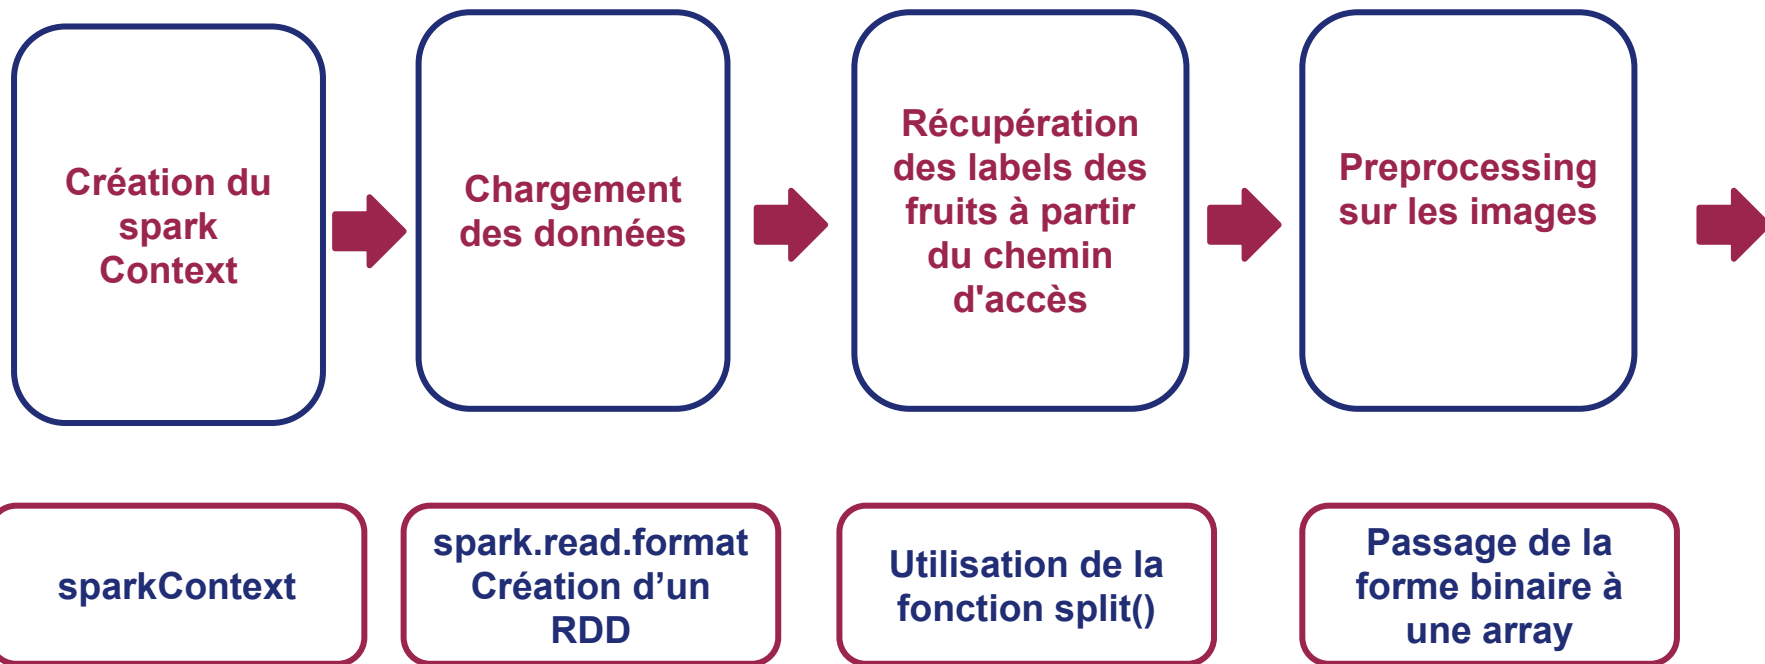 Création du
spark
Context
Chargement
des données
Récupération
des labels des
fruits à partir
du chemin
d'accès
Preprocessing
sur les images
sparkContext
spark.read.format
Création d’un
RDD
Utilisation de la
fonction split()
Passage de la
forme binaire à
une array